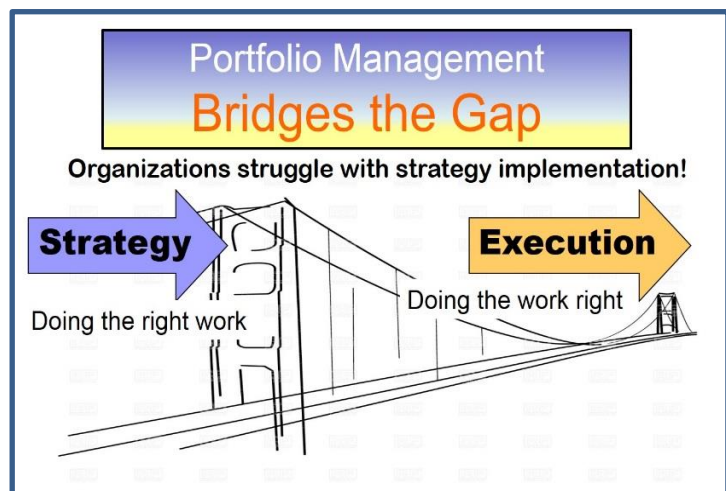 Portfolio Management
Bridges the Gap
Organizations struggle with strategy implementation!
Strategy
Execution
Doing the right work
Doing the work right